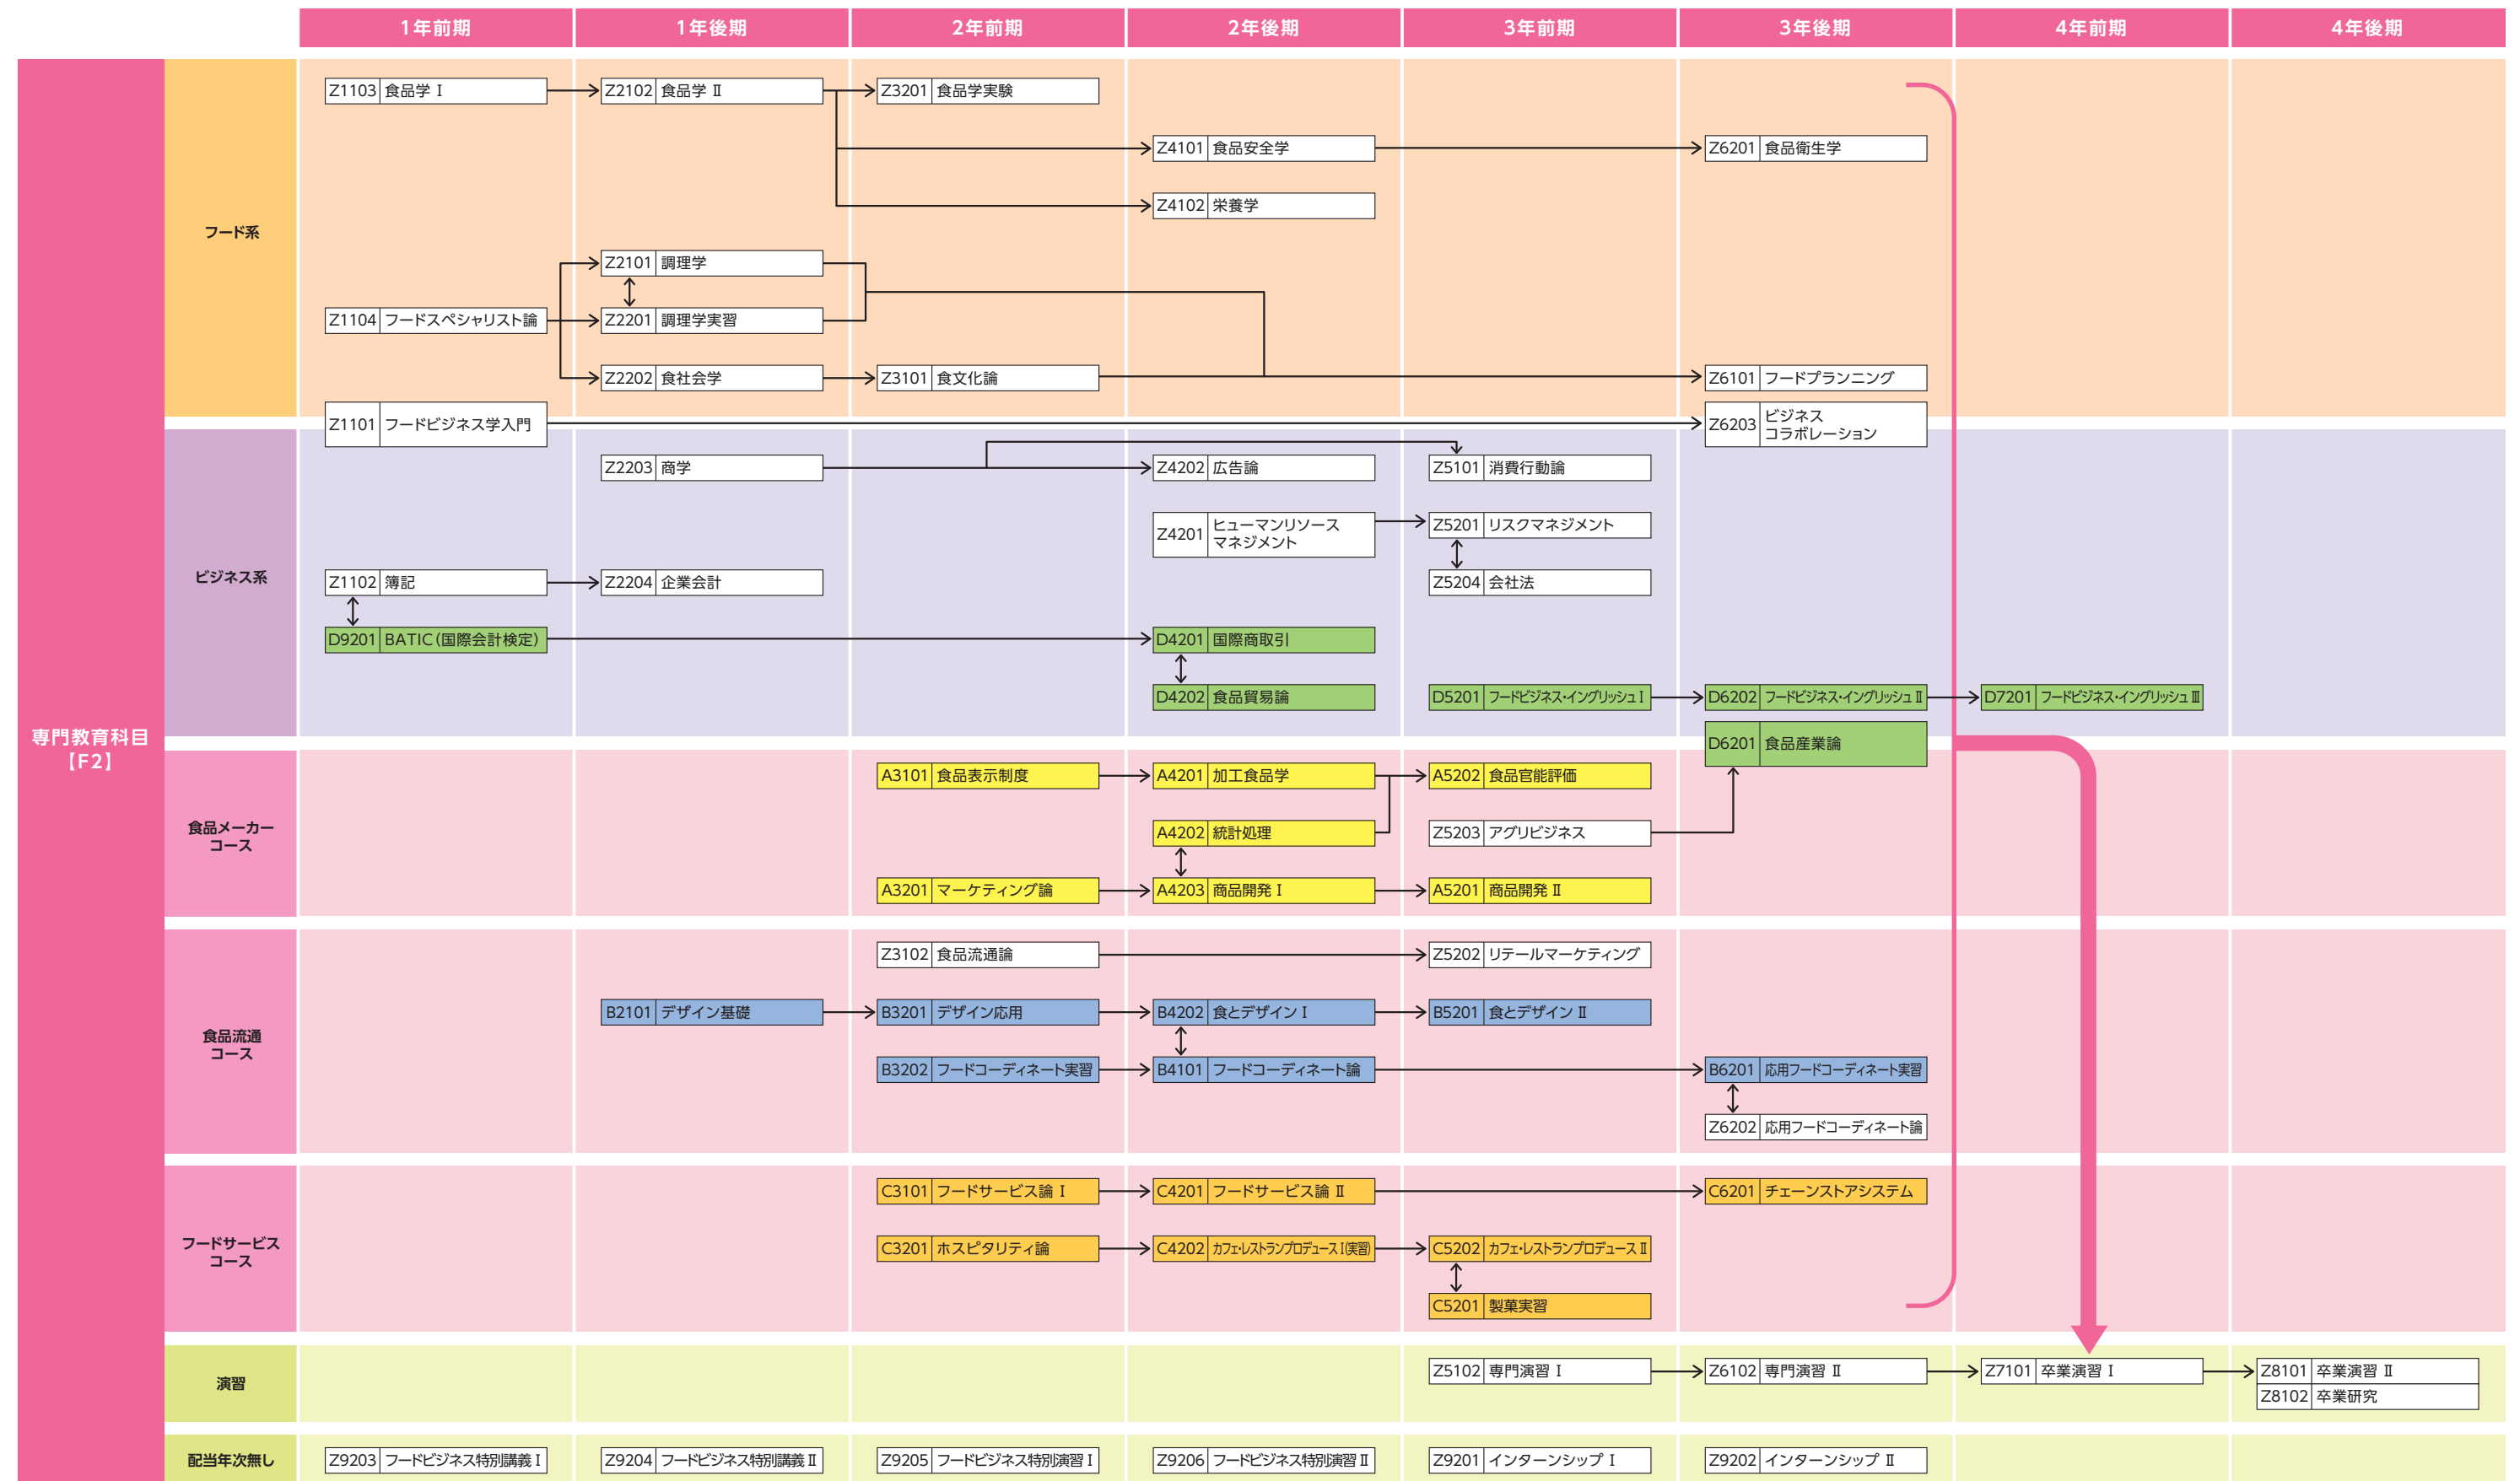 1年前期 1年後期 2年前期 2年後期 3年前期 3年後期 4年前期 4年後期
専門教育科目
【F2】
フード系
Z1103 食品学 Ⅰ Z2102 食品学 Ⅱ Z3201 食品学実験
Z4101 食品安全学 Z6201 食品衛生学
Z4102 栄養学
Z2101 調理学
Z1104 フードスペシャリスト論 Z2201 調理学実習
Z2202 食社会学 Z3101 食文化論 Z6101 フードプランニング
Z1101 フードビジネス学入門 Z6203 ビジネス
コラボレーション
ビジネス系
Z2203 商学 Z4202 広告論 Z5101 消費行動論
Z4201 ヒューマンリソース
マネジメント
Z5201 リスクマネジメント
Z1102 簿記 Z2204 企業会計 Z5204 会社法
D9201 BATIC(国際会計検定) D4201 国際商取引
D4202 食品貿易論 D5201 フードビジネス・イングリッシュⅠ D6202 フードビジネス・イングリッシュⅡ D7201 フードビジネス・イングリッシュⅢ
D6201 食品産業論
食品メーカー
コース
A3101 食品表示制度 A4201 加工食品学 A5202 食品官能評価
A4202 統計処理 Z5203 アグリビジネス
A3201 マーケティング論 A4203 商品開発 Ⅰ A5201 商品開発 Ⅱ
食品流通
コース
Z3102 食品流通論 Z5202 リテールマーケティング
B2101 デザイン基礎 B3201 デザイン応用 B4202 食とデザイン Ⅰ B5201 食とデザイン Ⅱ
B3202 フードコーディネート実習 B4101 フードコーディネート論 B6201 応用フードコーディネート実習
Z6202 応用フードコーディネート論
フードサービス
コース
C3101 フードサービス論 Ⅰ C4201 フードサービス論 Ⅱ C6201 チェーンストアシステム
C3201 ホスピタリティ論 C4202 カフェ・レストランプロデュースⅠ(実習) C5202 カフェ・レストランプロデュース Ⅱ
C5201 製菓実習
演習
Z5102 専門演習 Ⅰ Z6102 専門演習 Ⅱ Z7101 卒業演習 Ⅰ Z8101 卒業演習 Ⅱ
Z8102 卒業研究
配当年次無し
Z9203 フードビジネス特別講義Ⅰ Z9204 フードビジネス特別講義Ⅱ Z9205 フードビジネス特別演習Ⅰ Z9206 フードビジネス特別演習Ⅱ Z9201 インターンシップ Ⅰ Z9202 インターンシップ Ⅱ